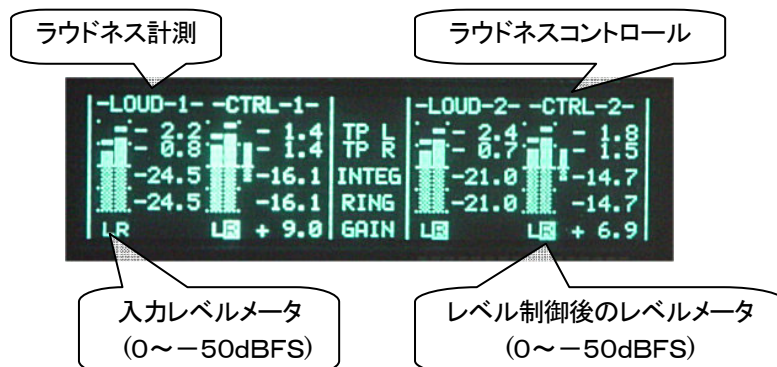 ラウドネス計測
ラウドネスコントロール
-LOUD-1- -CTRL-1- -LOUD-2- -CTRL-2-
- 2.2 - 1.4 TP L - 2.4 - 1.8
- 0.8 - 1.4 TP R - 0.7 - 1.5
-24.5 -16.1 INTEG -21.0 -14.7
-24.5 -16.1 RING -21.0 -14.7
LR LR + 9.0 GAIN LR LR + 6.9
入力レベルメータ
(0～－50dBFS)
レベル制御後のレベルメータ
(0～－50dBFS)